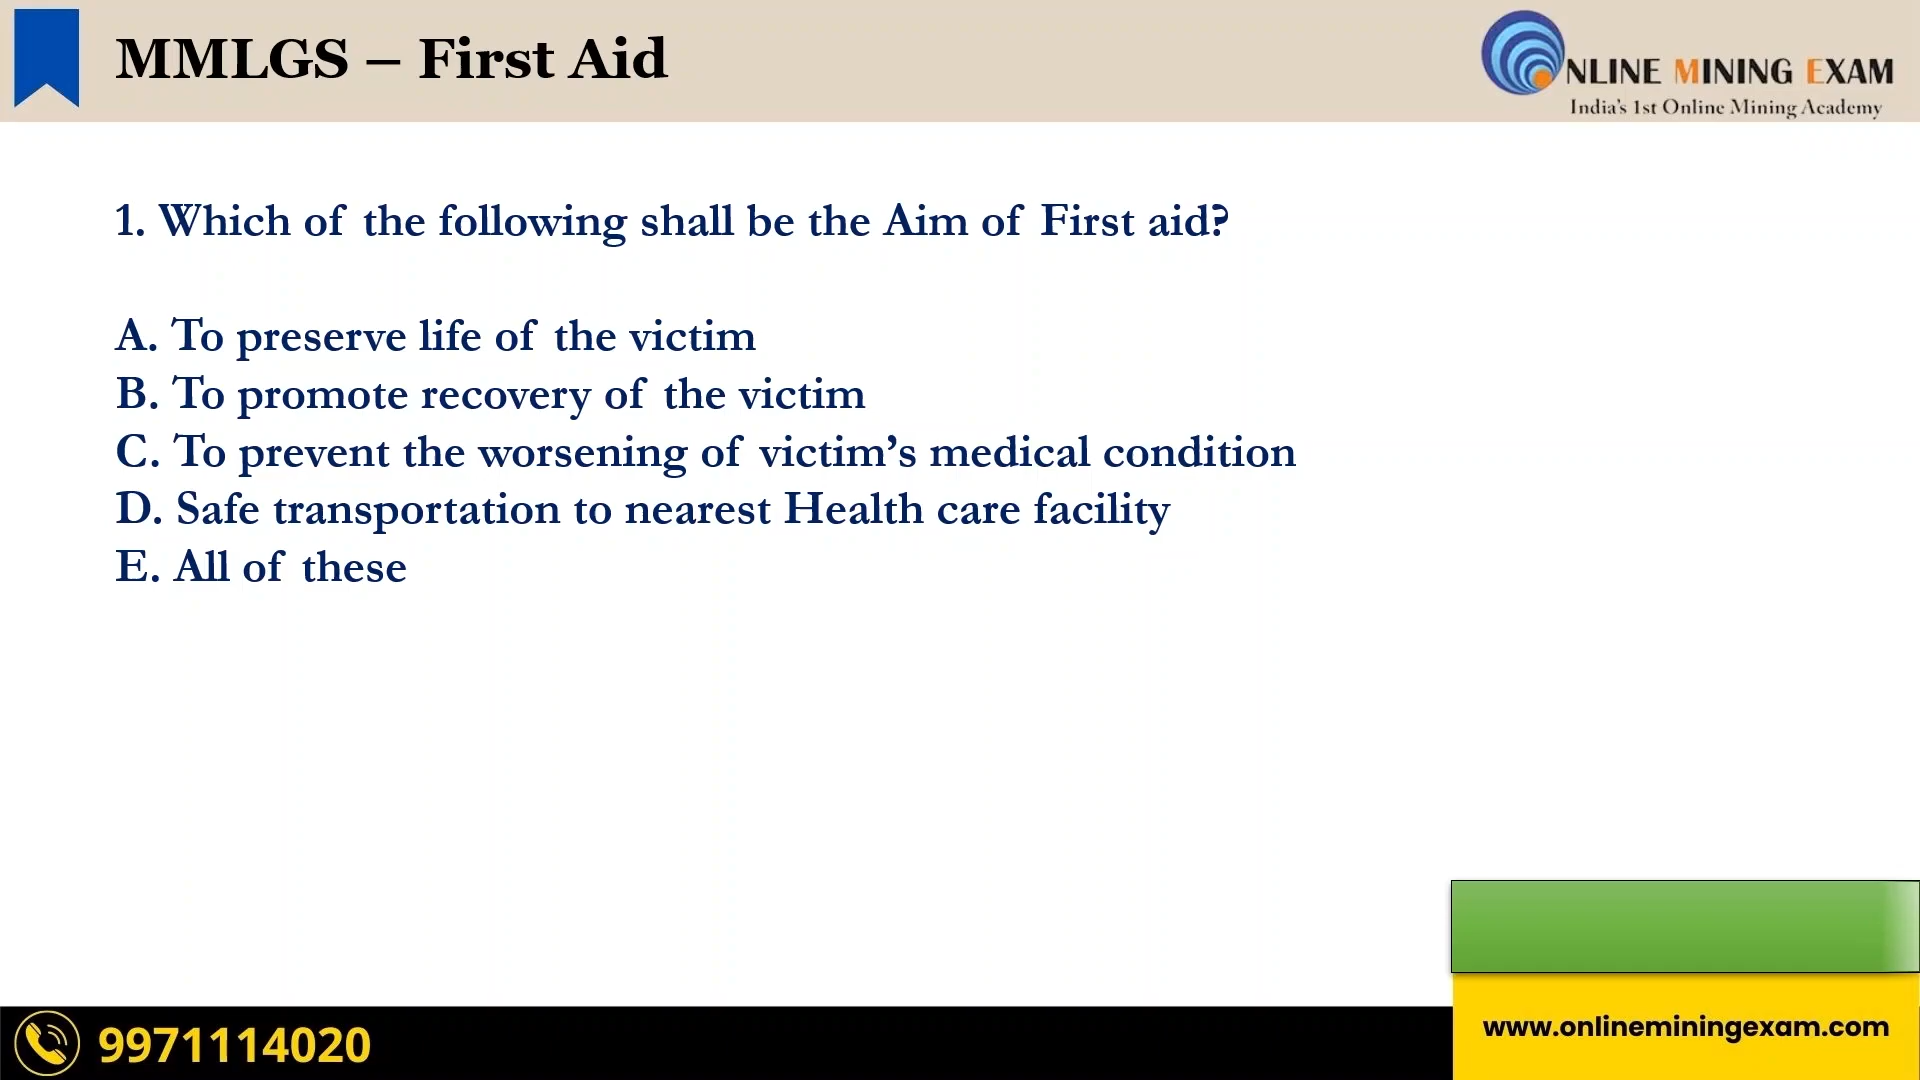 MMLGS – First Aid
NLINE MINING EXAM
India's 1st Online Mining Academy
1. Which of the following shall be the Aim of First aid?
A. To preserve life of the victim
B. To promote recovery of the victim
C. To prevent the worsening of victim’s medical condition
D. Safe transportation to nearest Health care facility
E. All of these
9971114020
www.onlineminingexam.com